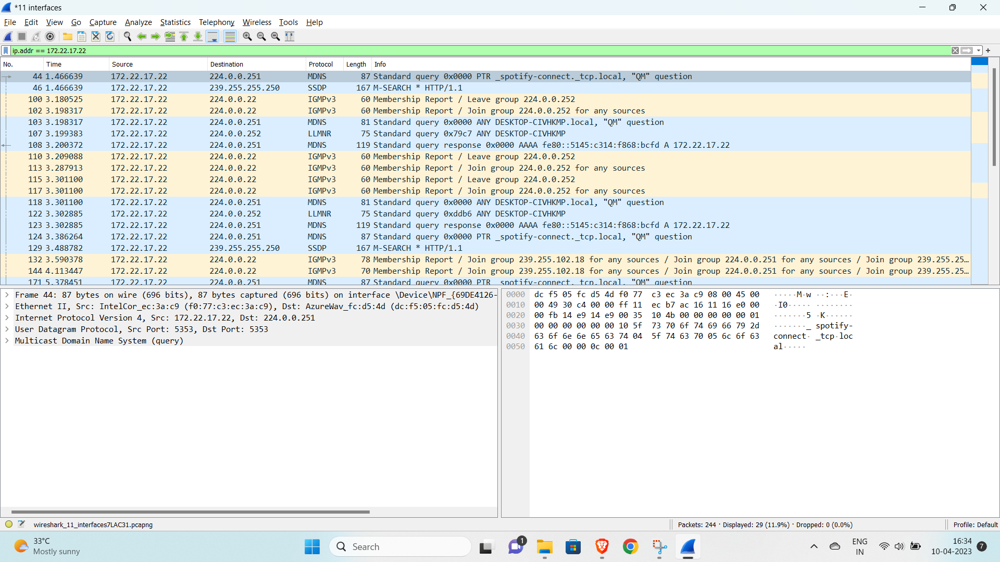 *11 interfaces
File Edit View Go Capture Analyze Statistics Telephony Wireless Tools Help
ip.addr == 172.22.17.22
No. Time Source Destination Protocol Length Info
44 1.466639 172.22.17.22 224.0.0.251 MDNS 87 Standard query 0x0000 PTR _spotify-connect._tcp.local, "QM" question
46 1.466639 172.22.17.22 239.255.255.250 SSDP 167 M-SEARCH * HTTP/1.1
100 3.180525 172.22.17.22 224.0.0.22 IGMPv3 60 Membership Report / Leave group 224.0.0.252
102 3.198317 172.22.17.22 224.0.0.22 IGMPv3 60 Membership Report / Join group 224.0.0.252 for any sources
103 3.198317 172.22.17.22 224.0.0.251 MDNS 81 Standard query 0x0000 ANY DESKTOP-CIVHKMP.local, "QM" question
107 3.199383 172.22.17.22 224.0.0.252 LLMNR 75 Standard query 0x79c7 ANY DESKTOP-CIVHKMP
108 3.200372 172.22.17.22 224.0.0.251 MDNS 119 Standard query response 0x0000 AAAA fe80::5145:c314:f868:bcfd A 172.22.17.22
110 3.209088 172.22.17.22 224.0.0.22 IGMPv3 60 Membership Report / Leave group 224.0.0.252
113 3.287913 172.22.17.22 224.0.0.22 IGMPv3 60 Membership Report / Join group 224.0.0.252 for any sources
115 3.301100 172.22.17.22 224.0.0.22 IGMPv3 60 Membership Report / Leave group 224.0.0.252
117 3.301100 172.22.17.22 224.0.0.22 IGMPv3 60 Membership Report / Join group 224.0.0.252 for any sources
118 3.301100 172.22.17.22 224.0.0.251 MDNS 81 Standard query 0x0000 ANY DESKTOP-CIVHKMP.local, "QM" question
122 3.302885 172.22.17.22 224.0.0.252 LLMNR 75 Standard query 0xddb6 ANY DESKTOP-CIVHKMP
123 3.302885 172.22.17.22 224.0.0.251 MDNS 119 Standard query response 0x0000 AAAA fe80::5145:c314:f868:bcfd A 172.22.17.22
124 3.386264 172.22.17.22 224.0.0.251 MDNS 87 Standard query 0x0000 PTR _spotify-connect._tcp.local, "QM" question
129 3.488782 172.22.17.22 239.255.255.250 SSDP 167 M-SEARCH * HTTP/1.1
132 3.590378 172.22.17.22 224.0.0.22 IGMPv3 78 Membership Report / Join group 239.255.102.18 for any sources / Join group 224.0.0.251 for any sources / Join group 239.255.25…
144 4.113447 172.22.17.22 224.0.0.22 IGMPv3 70 Membership Report / Join group 239.255.102.18 for any sources / Join group 224.0.0.251 for any sources / Join group 239.255.25…
171 5.378451 172.22.17.22 224.0.0.251 MDNS 87 Standard query 0x0000 PTR _spotify-connect._tcp.local, "QM" question
Frame 44: 87 bytes on wire (696 bits), 87 bytes captured (696 bits) on interface \Device\NPF_{69DE4126-
Ethernet II, Src: IntelCor_ec:3a:c9 (f0:77:c3:ec:3a:c9), Dst: AzureWav_fc:d5:4d (dc:f5:05:fc:d5:4d)
Internet Protocol Version 4, Src: 172.22.17.22, Dst: 224.0.0.251
User Datagram Protocol, Src Port: 5353, Dst Port: 5353
Multicast Domain Name System (query)
0000 dc f5 05 fc d5 4d f0 77 c3 ec 3a c9 08 00 45 00 ·····M·w ··:···E·
0010 00 49 30 c4 00 00 ff 11 ec b7 ac 16 11 16 e0 00 ·I0····· ········
0020 00 fb 14 e9 14 e9 00 35 10 4b 00 00 00 00 00 01 ·······5 ·K······
0030 00 00 00 00 00 00 10 5f 73 70 6f 74 69 66 79 2d ·······_ spotify-
0040 63 6f 6e 6e 65 63 74 04 5f 74 63 70 05 6c 6f 63 connect· _tcp·loc
0050 61 6c 00 00 0c 00 01 al·····
wireshark_11_interfaces7LAC31.pcapng
Packets: 244 · Displayed: 29 (11.9%) · Dropped: 0 (0.0%)
Profile: Default
33°C
Mostly sunny
Search
1
ENG
IN
16:34
10-04-2023
7